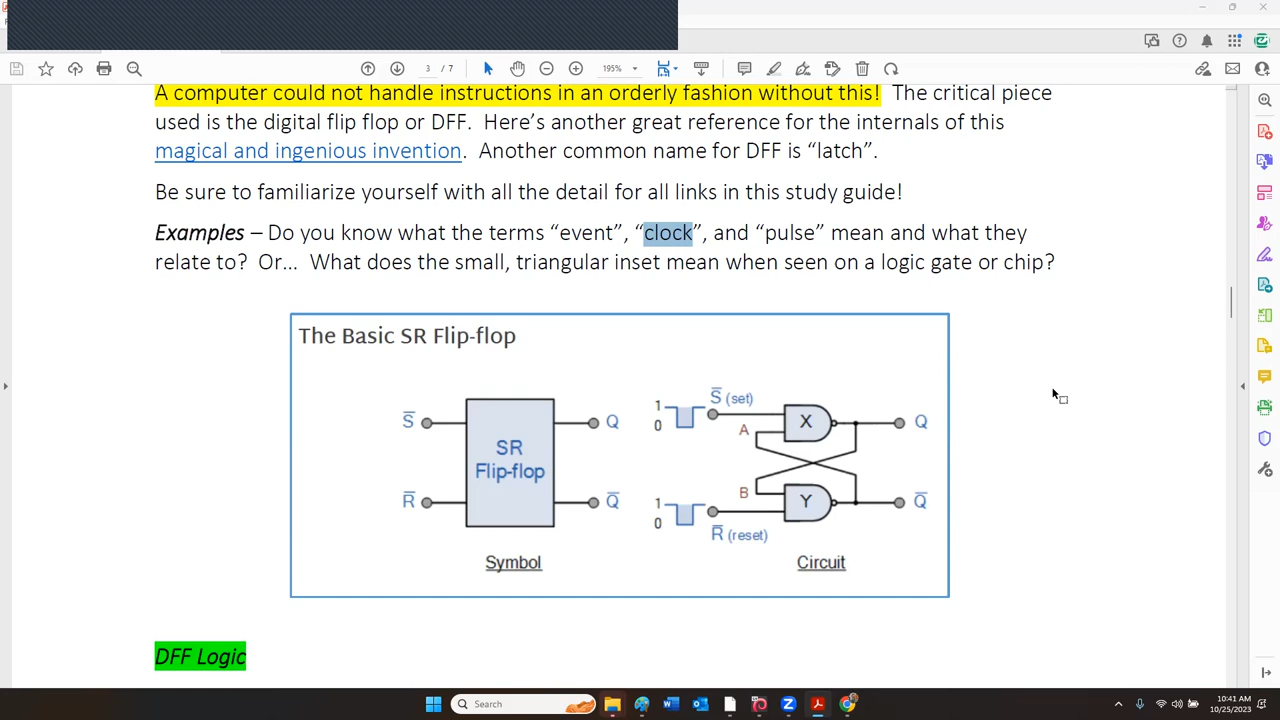 3 / 7
195%
A computer could not handle instructions in an orderly fashion without this! The critical piece
used is the digital flip flop or DFF. Here’s another great reference for the internals of this
magical and ingenious invention. Another common name for DFF is “latch”.
Be sure to familiarize yourself with all the detail for all links in this study guide!
Examples – Do you know what the terms “event”, “clock”, and “pulse” mean and what they
relate to? Or… What does the small, triangular inset mean when seen on a logic gate or chip?
The Basic SR Flip-flop
S̅
R̅
SR
Flip-flop
Q
Q̅
Symbol
1
0
S̅ (set)
A
X
Q
B
1
0
Y
Q̅
R̅ (reset)
Circuit
DFF Logic
Search
10:41 AM
10/25/2023